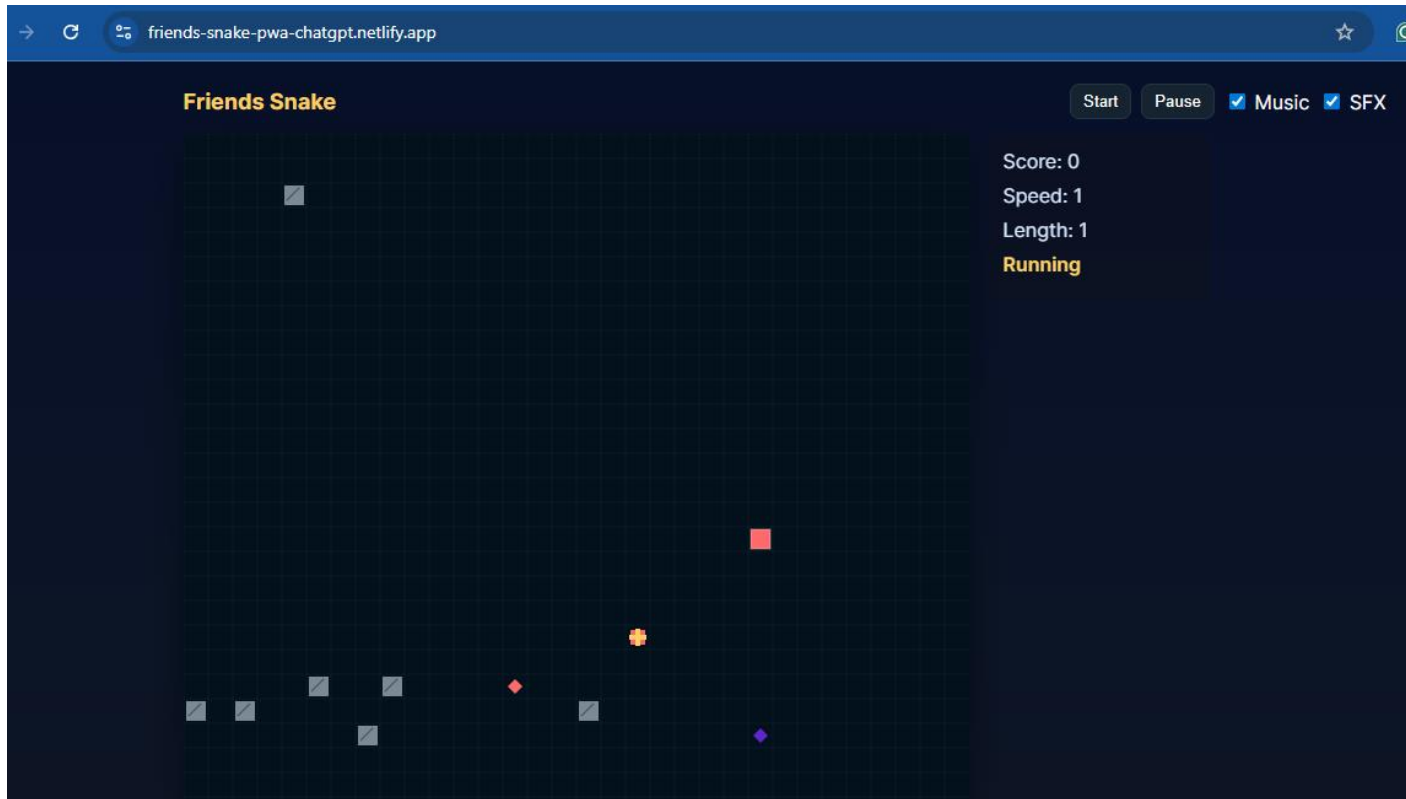 friends-snake-pwa-chatgpt.netlify.app
Friends Snake
Start Pause Music SFX
Score: 0
Speed: 1
Length: 1
Running